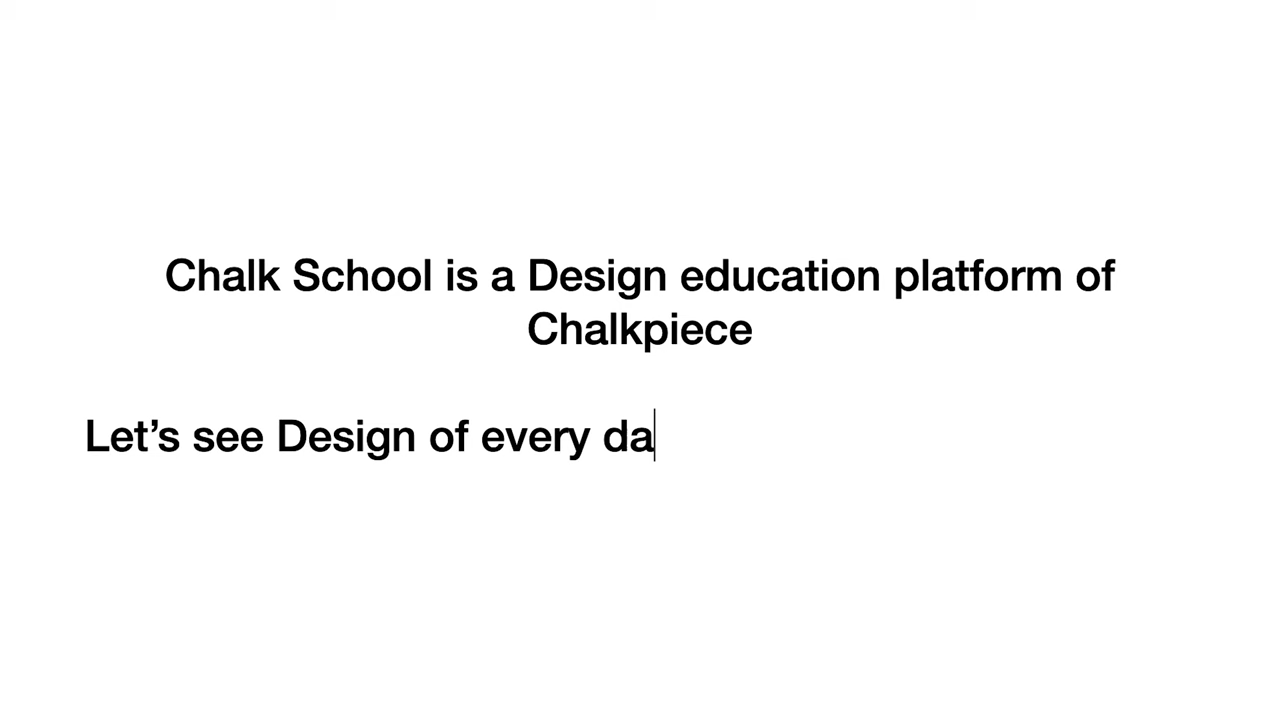 Chalk School is a Design education platform of
Chalkpiece
Let’s see Design of every da